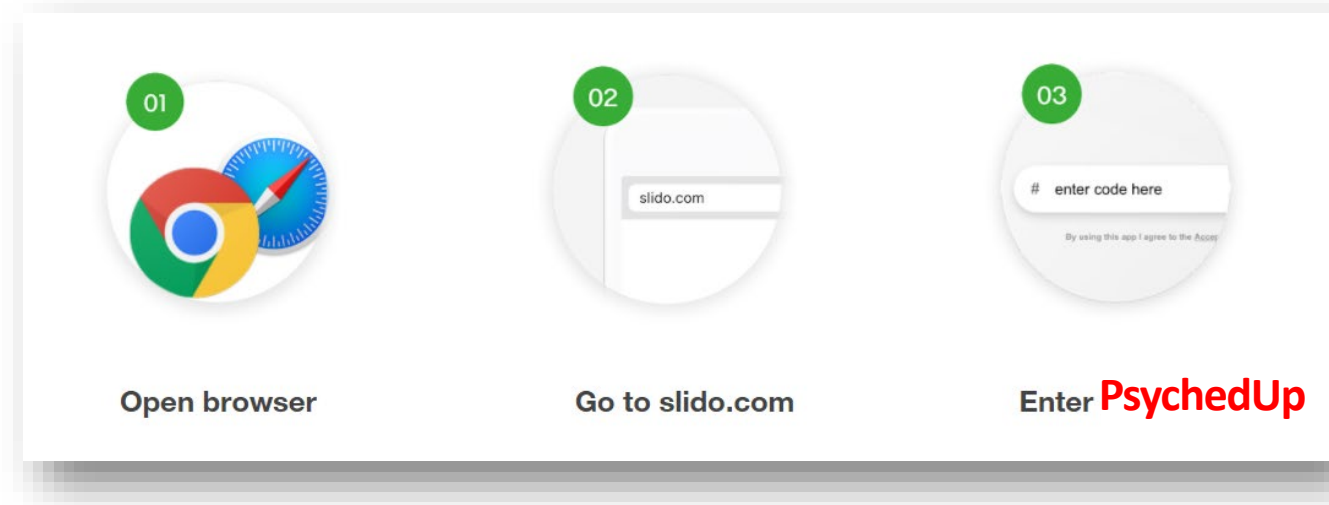 01
02
03
slido.com
# enter code here
By using this app I agree to the
Open browser
Go to slido.com
Enter PsychedUp